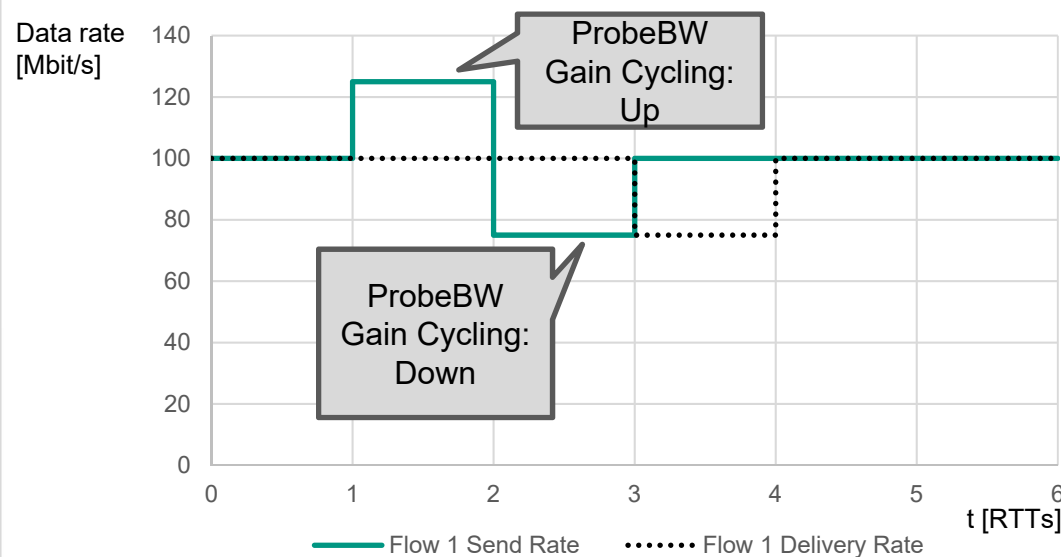 Data rate
[Mbit/s]
140
120
100
80
60
40
20
0
ProbeBW
Gain Cycling:
Up
ProbeBW
Gain Cycling:
Down
0 1 2 3 4 5 6
t [RTTs]
Flow 1 Send Rate Flow 1 Delivery Rate